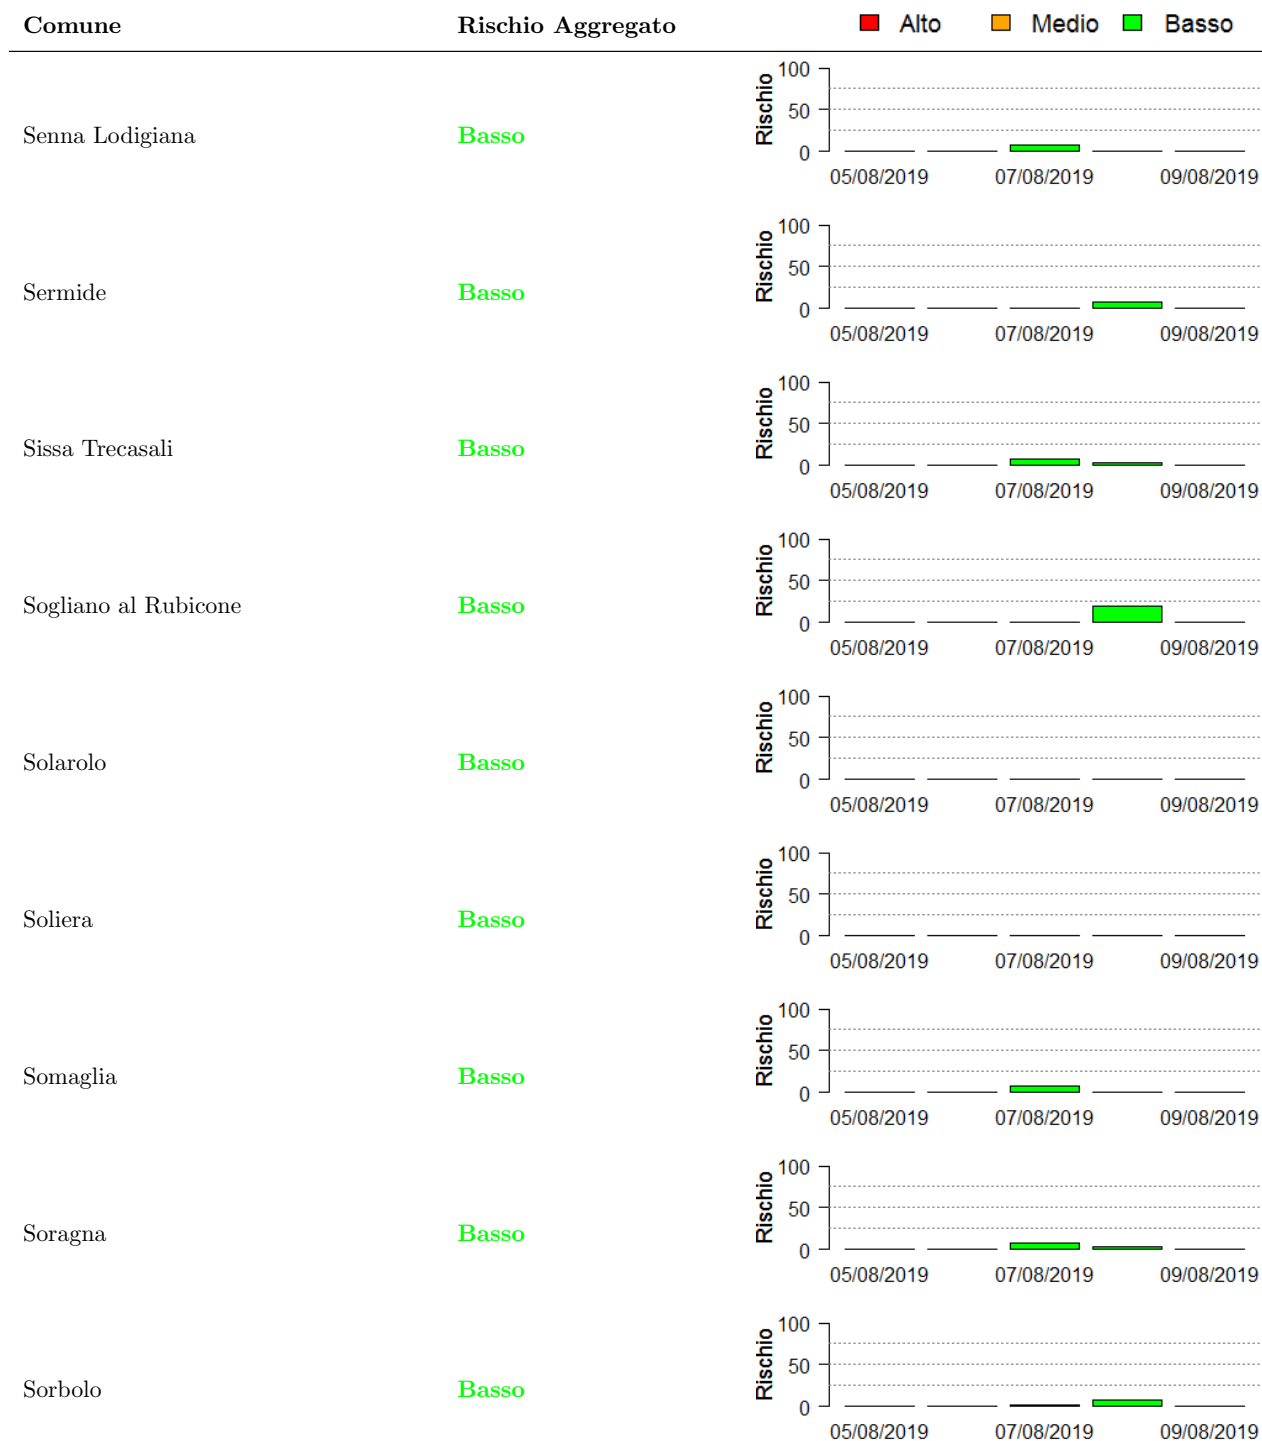 Comune Rischio Aggregato Alto Medio Basso
Senna Lodigiana Basso Rischio 100 50 0
05/08/2019 07/08/2019 09/08/2019
Sermide Basso Rischio 100 50 0
05/08/2019 07/08/2019 09/08/2019
Sissa Trecasali Basso Rischio 100 50 0
05/08/2019 07/08/2019 09/08/2019
Sogliano al Rubicone Basso Rischio 100 50 0
05/08/2019 07/08/2019 09/08/2019
Solarolo Basso Rischio 100 50 0
05/08/2019 07/08/2019 09/08/2019
Soliera Basso Rischio 100 50 0
05/08/2019 07/08/2019 09/08/2019
Somaglia Basso Rischio 100 50 0
05/08/2019 07/08/2019 09/08/2019
Soragna Basso Rischio 100 50 0
05/08/2019 07/08/2019 09/08/2019
Sorbolo Basso Rischio 100 50 0
05/08/2019 07/08/2019 09/08/2019